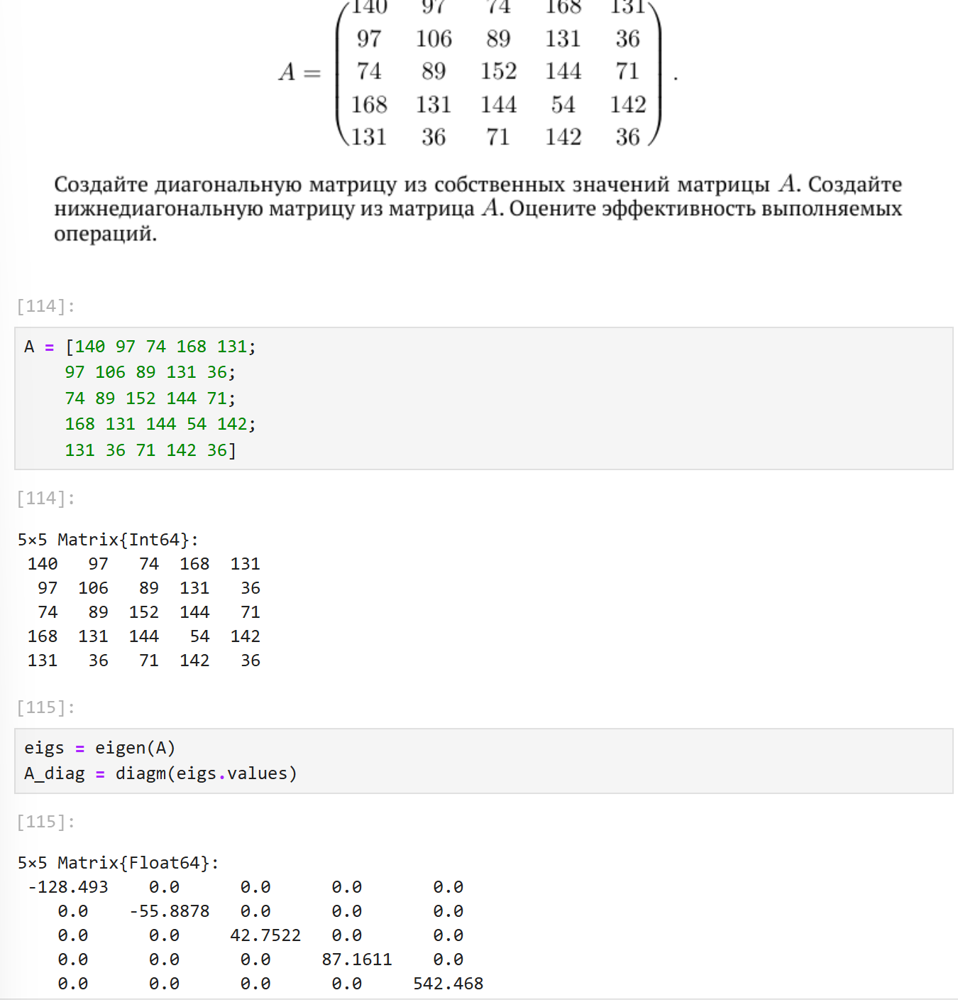 140 97 74 168 131
97 106 89 131 36
A = 74 89 152 144 71 .
168 131 144 54 142
131 36 71 142 36
Создайте диагональную матрицу из собственных значений матрицы A. Создайте
нижнедиагональную матрицу из матрица A. Оцените эффективность выполняемых
операций.
[114]:
A = [140 97 74 168 131;
97 106 89 131 36;
74 89 152 144 71;
168 131 144 54 142;
131 36 71 142 36]
[114]:
5×5 Matrix{Int64}:
140 97 74 168 131
97 106 89 131 36
74 89 152 144 71
168 131 144 54 142
131 36 71 142 36
[115]:
eigs = eigen(A)
A_diag = diagm(eigs.values)
[115]:
5×5 Matrix{Float64}:
-128.493 0.0 0.0 0.0 0.0
0.0 -55.8878 0.0 0.0 0.0
0.0 0.0 42.7522 0.0 0.0
0.0 0.0 0.0 87.1611 0.0
0.0 0.0 0.0 0.0 542.468